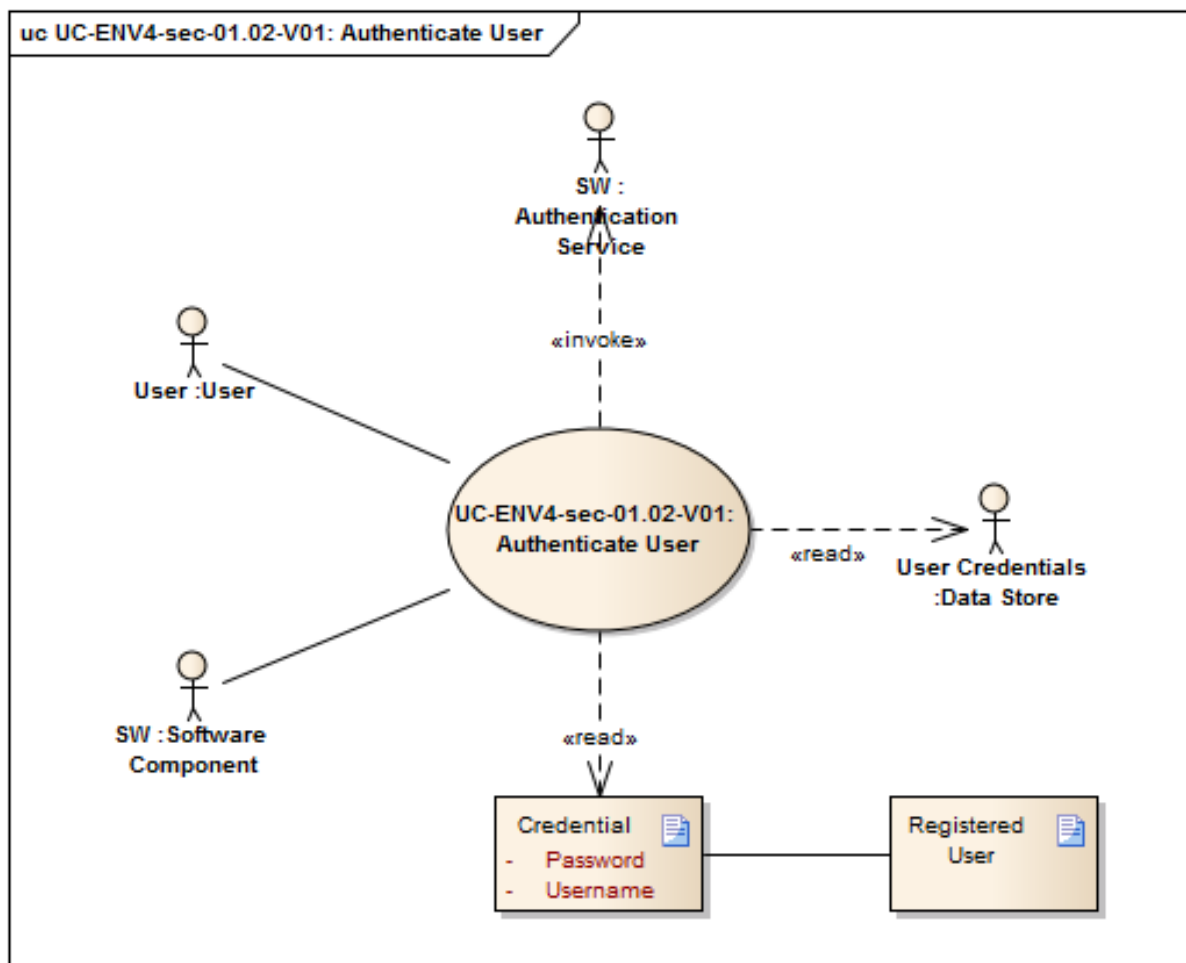 uc UC-ENV4-sec-01.02-V01: Authenticate User
SW :
Authentication
Service
«invoke»
User :User
UC-ENV4-sec-01.02-V01:
Authenticate User
«read»
User Credentials
:Data Store
SW :Software
Component
«read»
Credential
- Password
- Username
Registered
User